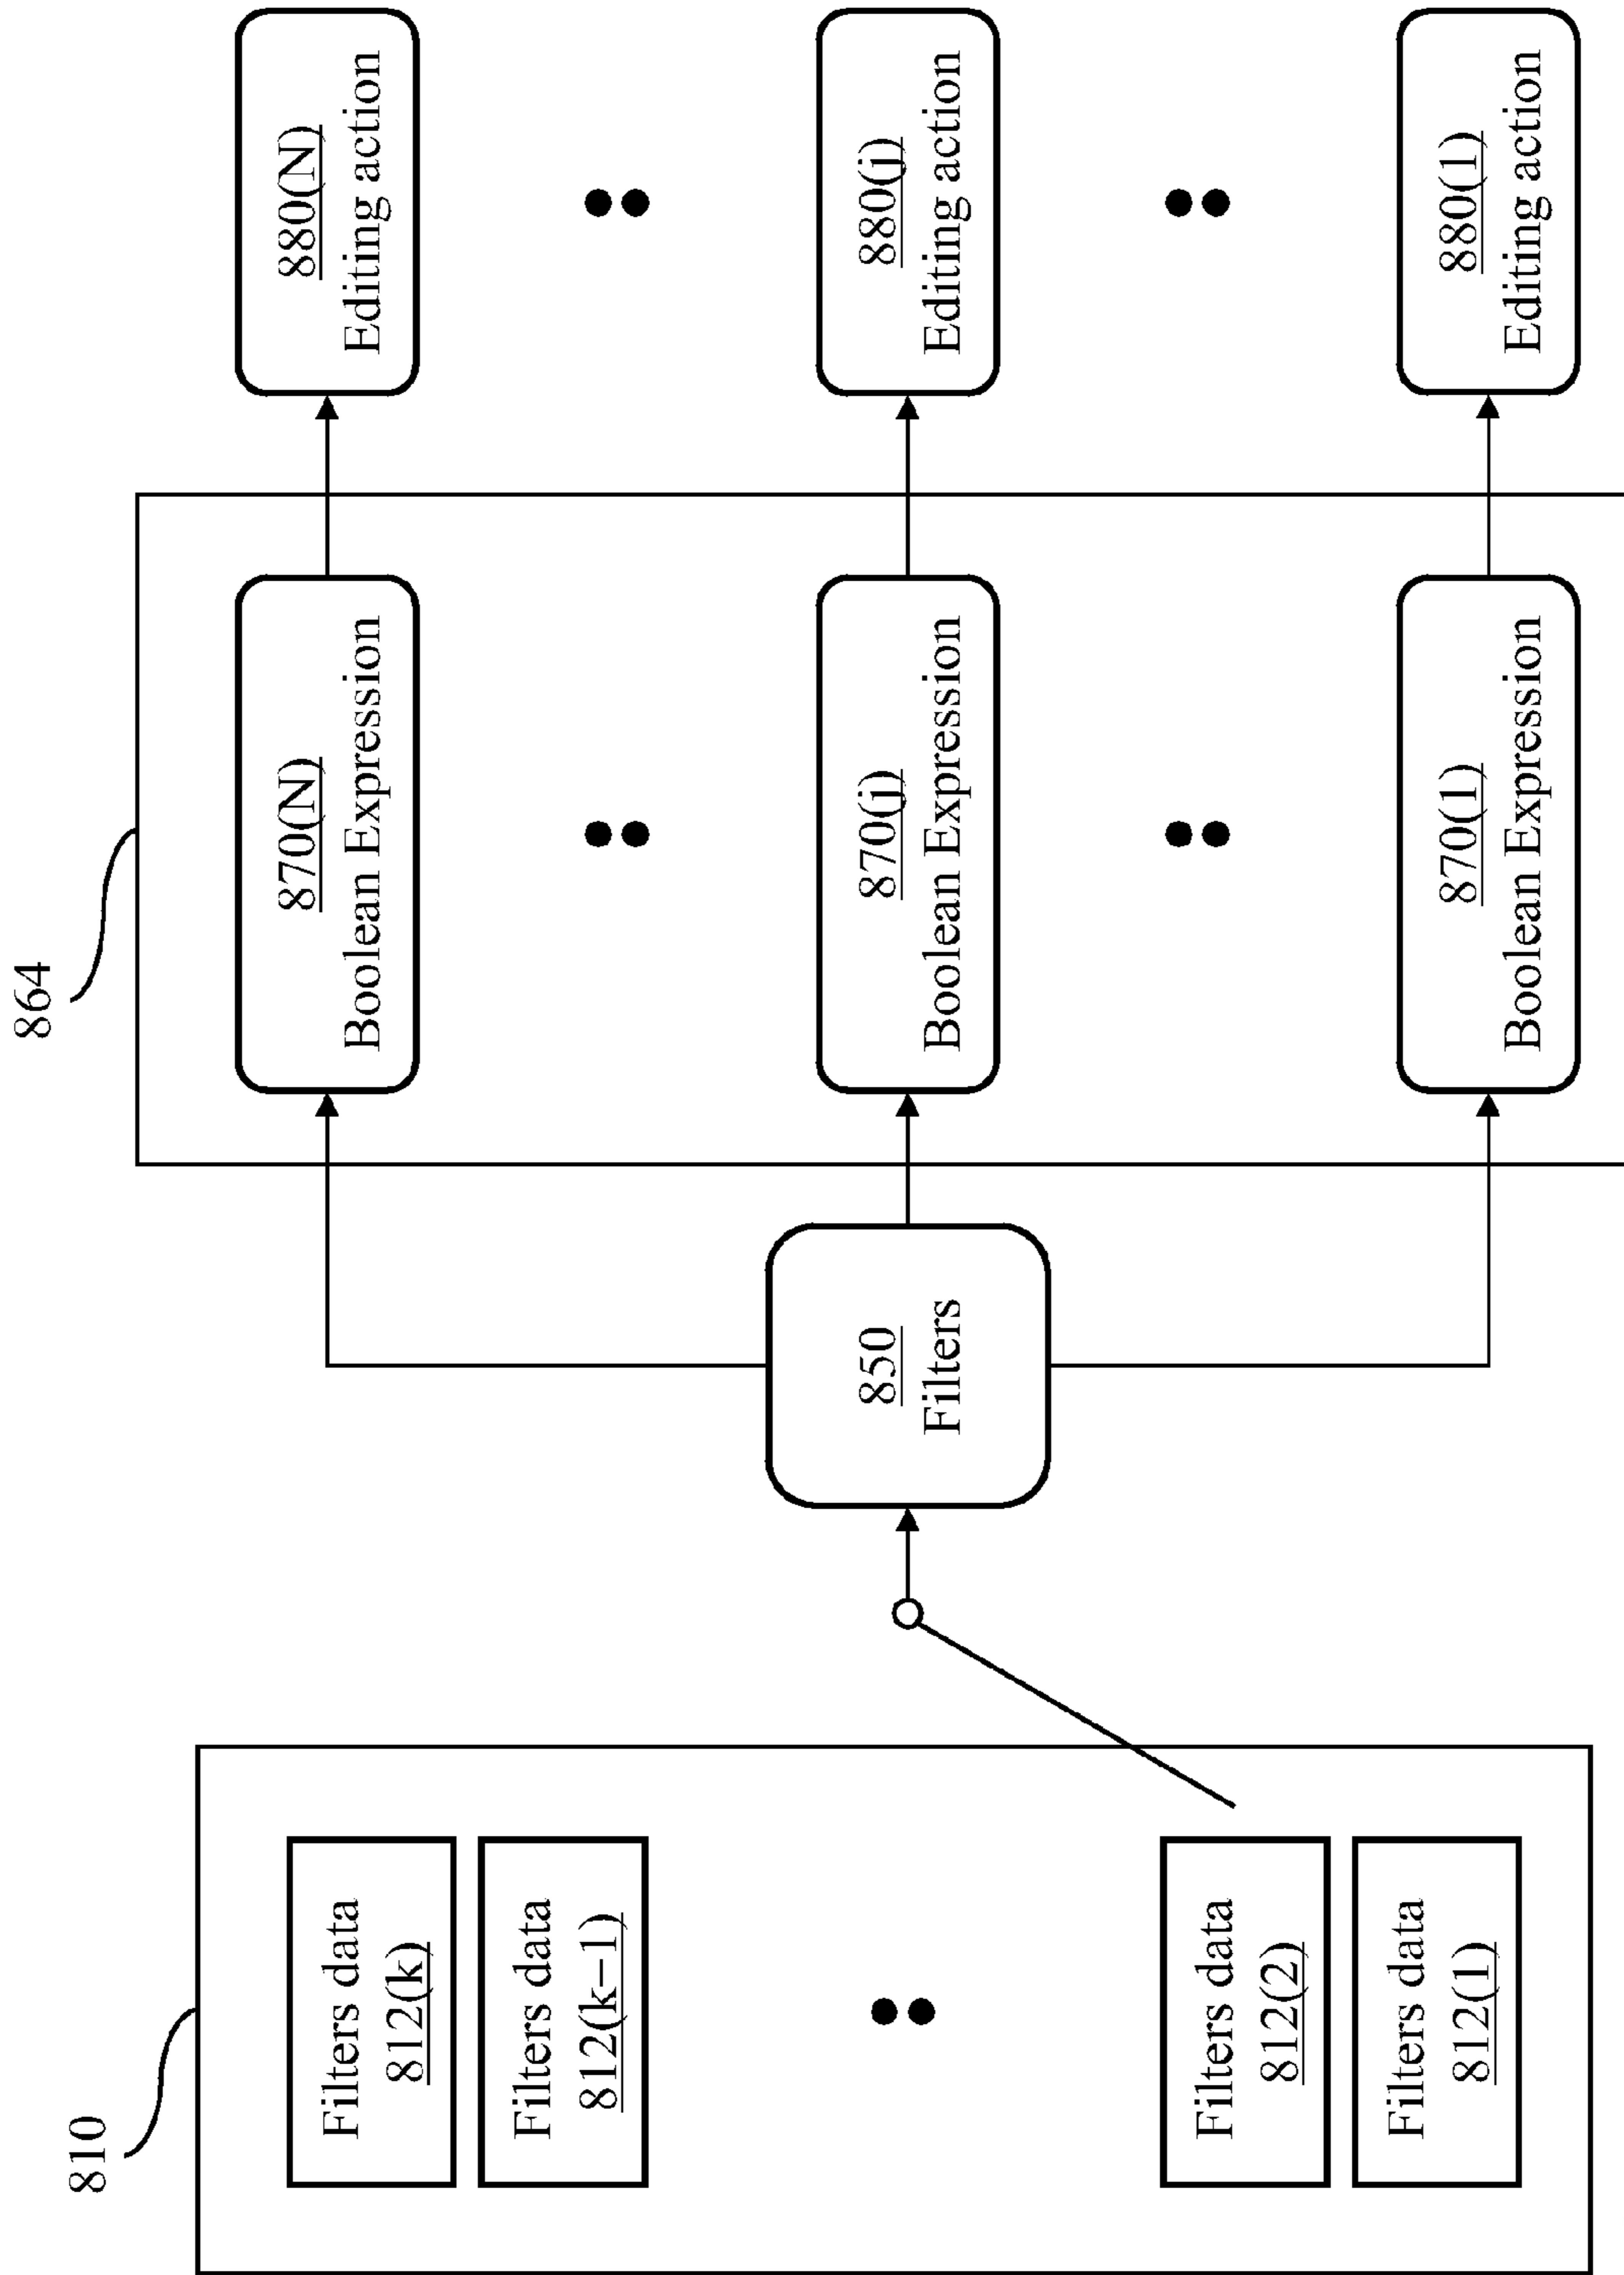 810
Filters data
812(k)
Filters data
812(k–1)
Filters data
812(2)
Filters data
812(1)
850
Filters
864
870(N)
Boolean Expression
870(j)
Boolean Expression
870(1)
Boolean Expression
880(N)
Editing action
880(j)
Editing action
880(1)
Editing action